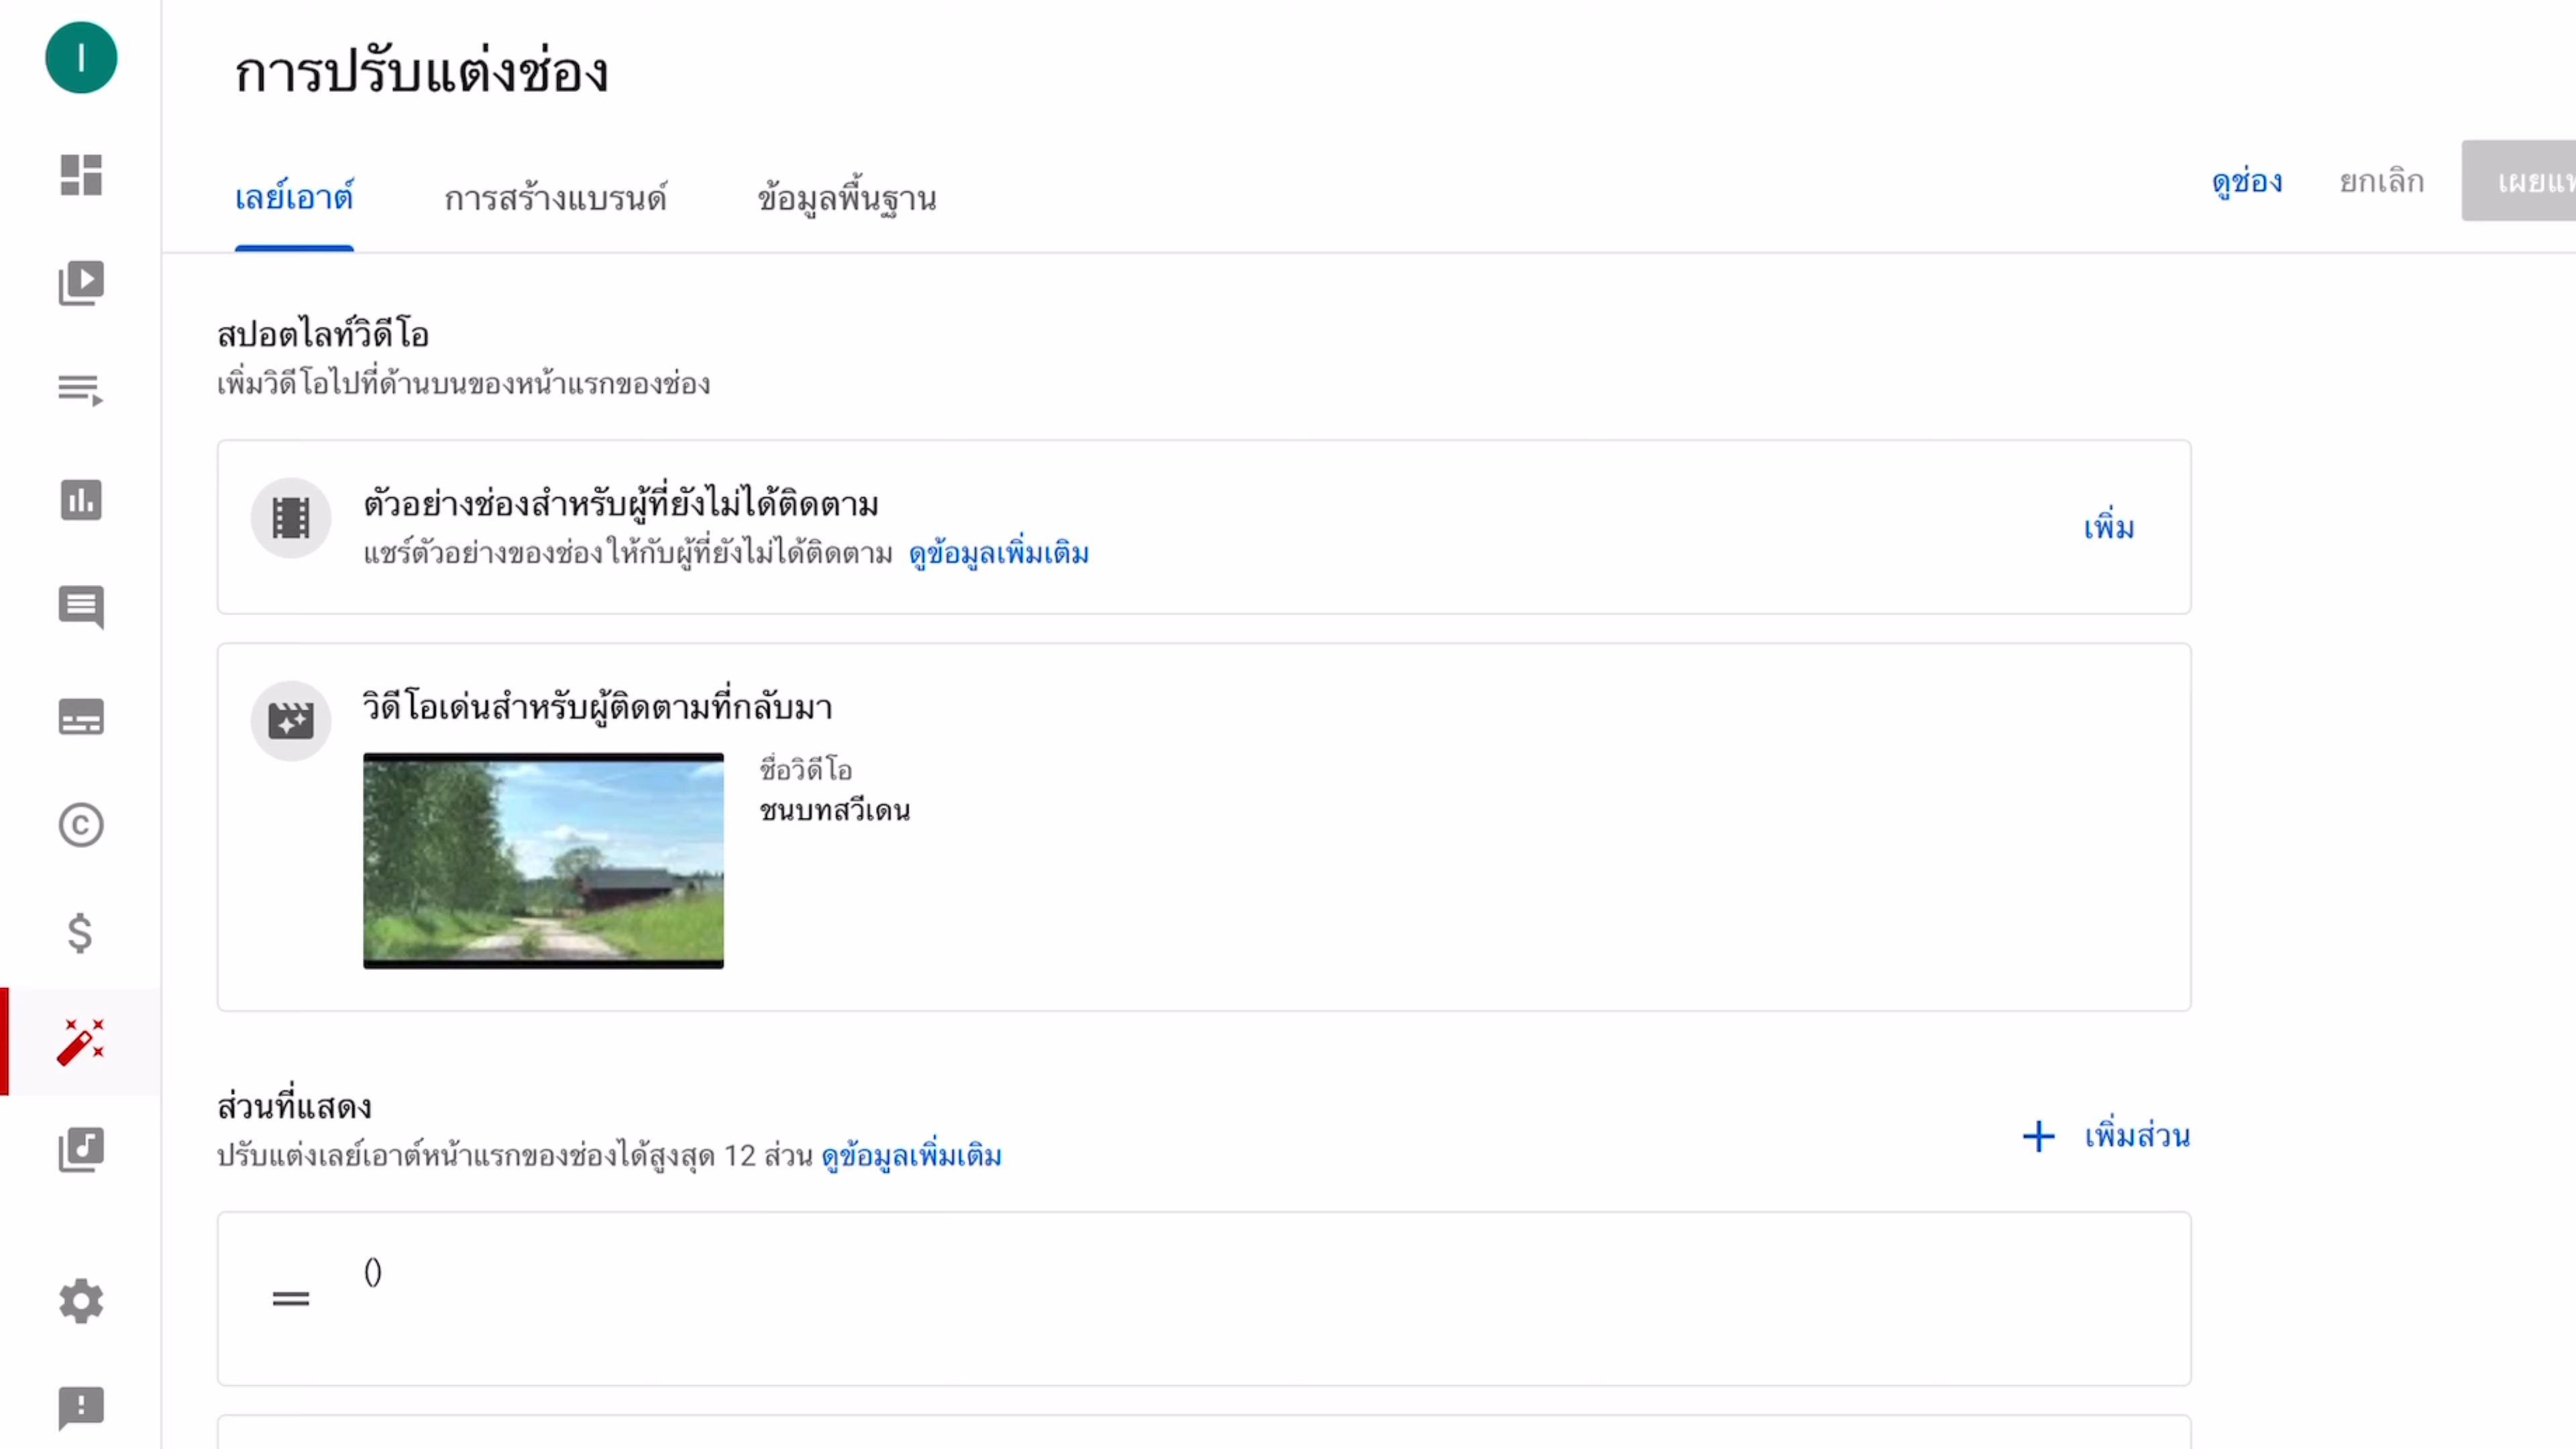 I
การปรับแต่งช่อง
เลย์เอาต์ การสร้างแบรนด์ ข้อมูลพื้นฐาน
ดูช่อง ยกเลิก
สปอตไลท์วิดีโอ
เพิ่มวิดีโอไปที่ด้านบนของหน้าแรกของช่อง
ตัวอย่างช่องสำหรับผู้ที่ยังไม่ได้ติดตาม
แชร์ตัวอย่างของช่องให้กับผู้ที่ยังไม่ได้ติดตาม ดูข้อมูลเพิ่มเติม
เพิ่ม
วิดีโอเด่นสำหรับผู้ติดตามที่กลับมา
ชื่อวิดีโอ
ชนบทสวีเดน
ส่วนที่แสดง
ปรับแต่งเลย์เอาต์หน้าแรกของช่องได้สูงสุด 12 ส่วน ดูข้อมูลเพิ่มเติม
+ เพิ่มส่วน
()